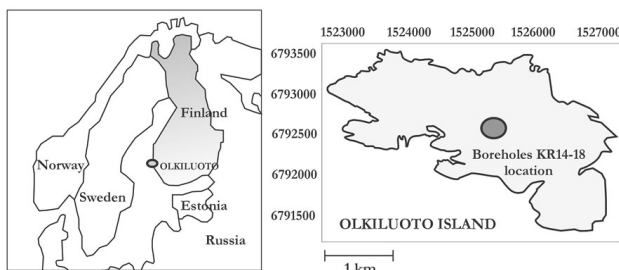 Finland
Norway
OLKILUOTO
Sweden
Estonia
Russia
1523000 1524000 1525000 1526000 1527000
6793500
6793000
6792500
6792000
6791500
Boreholes KR14-18
location
OLKILUOTO ISLAND
1 km